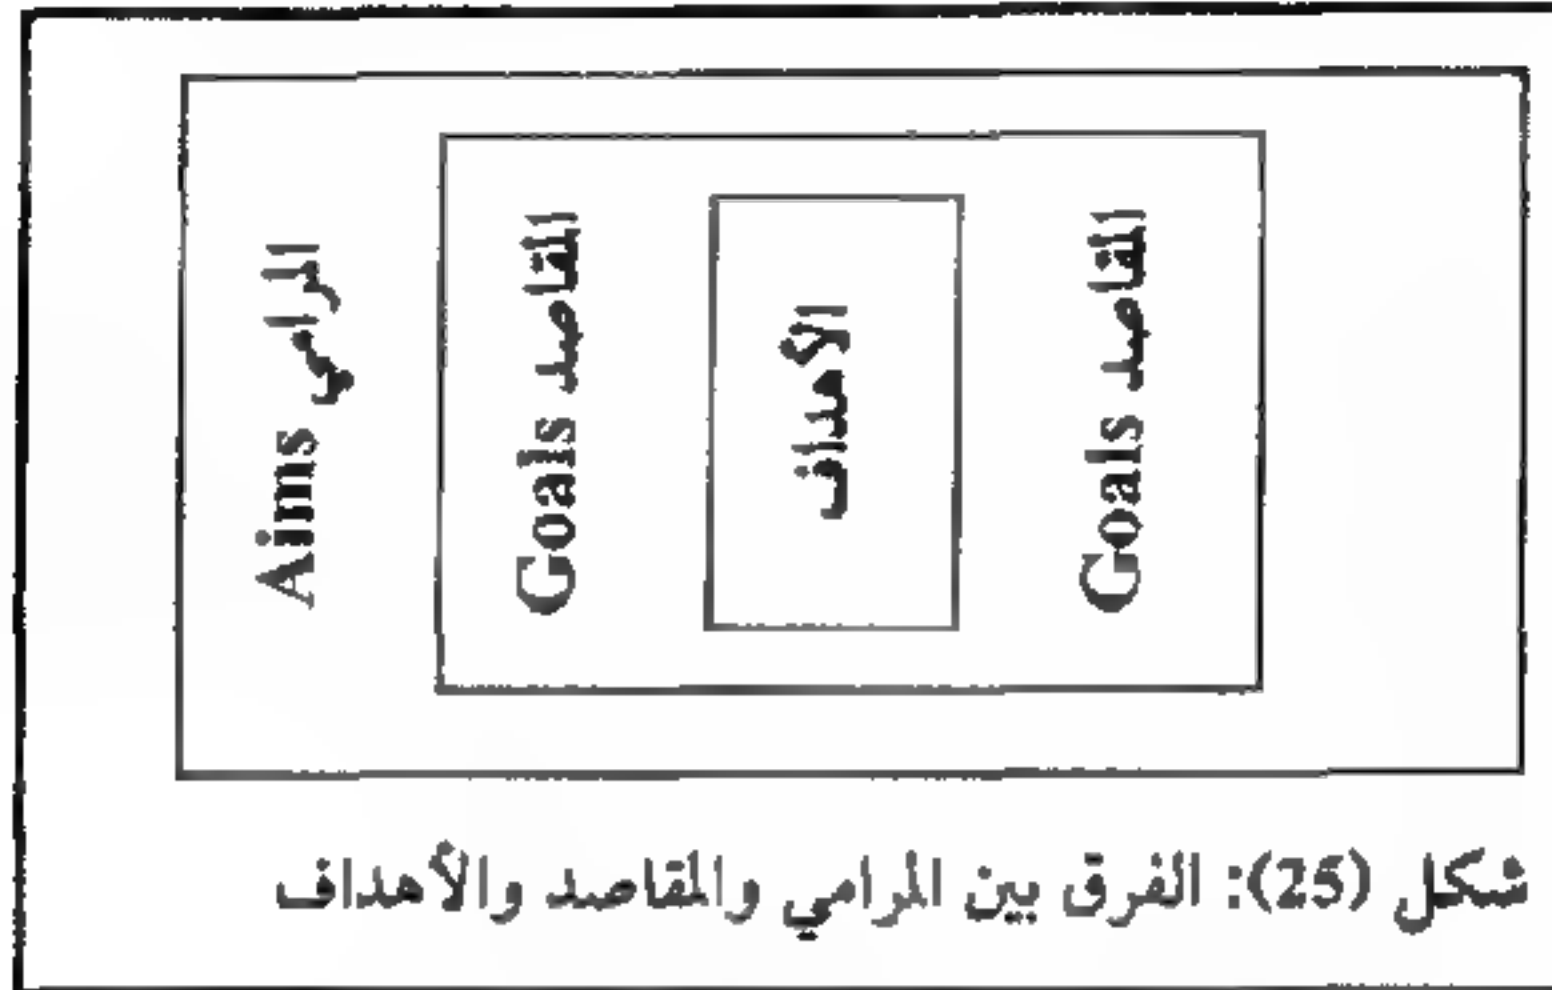 المرامي Aims
المقاصد Goals
الأهداف
المقاصد Goals
شكل (25): الفرق بين المرامي والمقاصد والأهداف